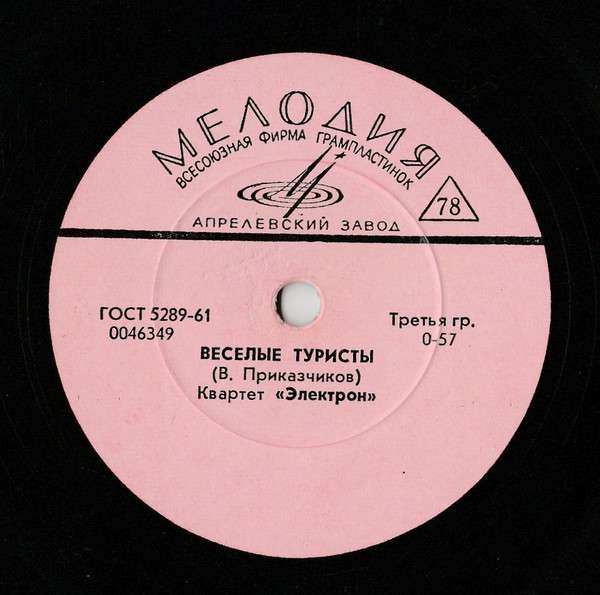 МЕЛОДИЯ
ВСЕСОЮЗНАЯ ФИРМА ГРАМПЛАСТИНОК
78
АПРЕЛЕВСКИЙ ЗАВОД
ГОСТ 5289-61
0046349
Третья гр.
0-57
ВЕСЕЛЫЕ ТУРИСТЫ
(В. Приказчиков)
Квартет «Электрон»